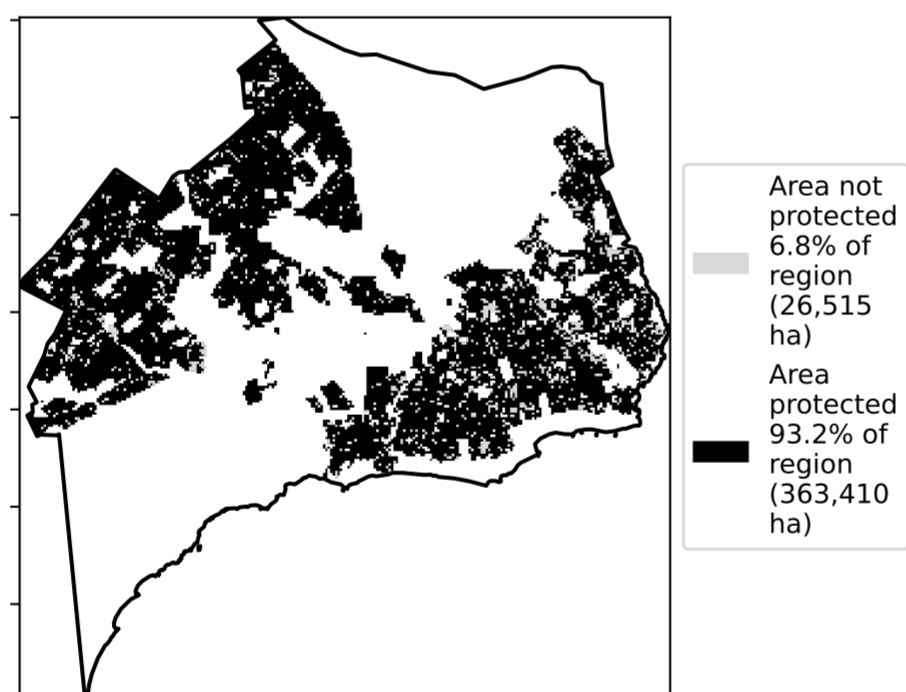 Area not
protected
6.8% of
region
(26,515
ha)
Area
protected
93.2% of
region
(363,410
ha)